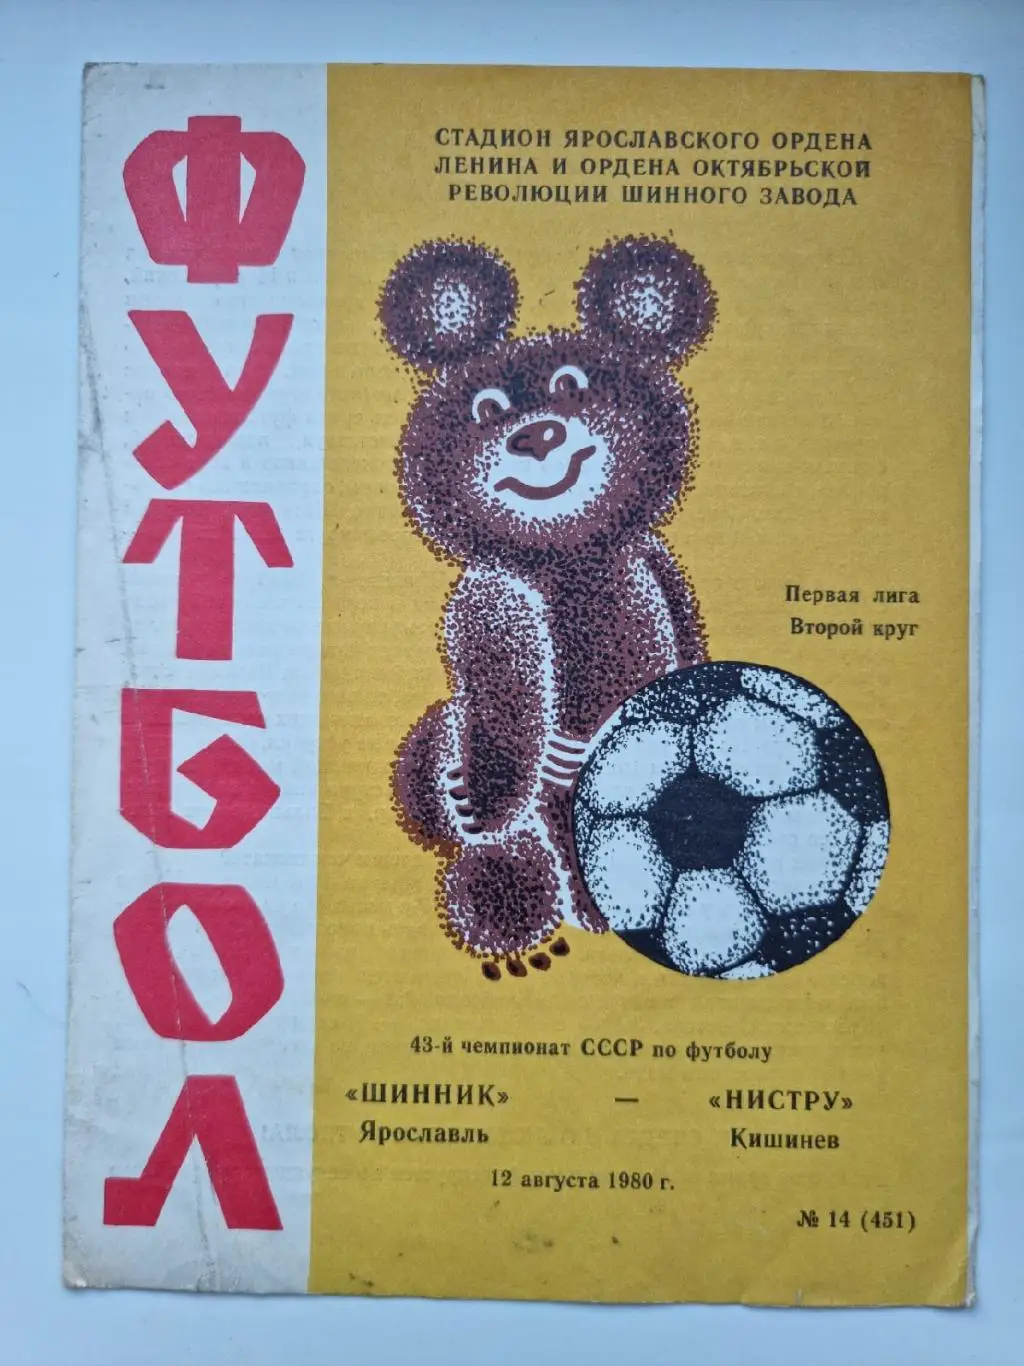 ФУТБОЛ
СТАДИОН ЯРОСЛАВСКОГО ОРДЕНА
ЛЕНИНА И ОРДЕНА ОКТЯБРЬСКОЙ
РЕВОЛЮЦИИ ШИННОГО ЗАВОДА
Первая лига
Второй круг
43-й чемпионат СССР по футболу
«ШИННИК» — «НИСТРУ»
Ярославль Кишинев
12 августа 1980 г.
№ 14 (451)